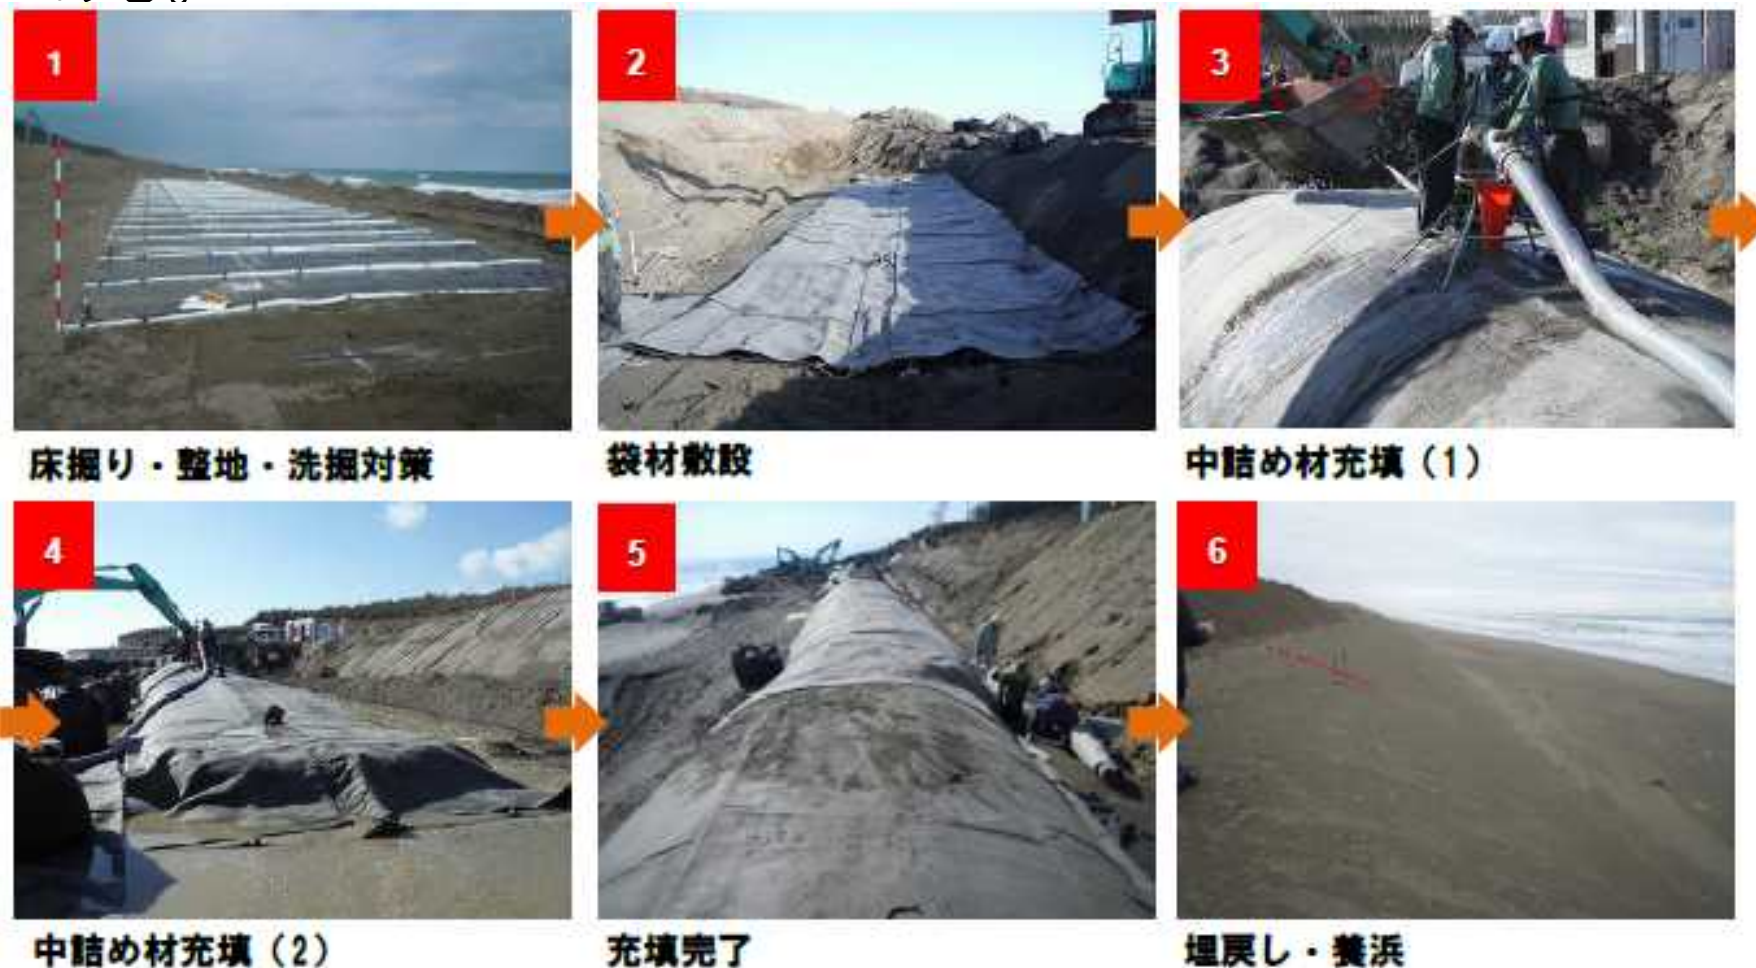 1
2
3
床掘り・整地・洗掘対策
袋材敷設
中詰め材充填（1）
4
5
6
中詰め材充填（2）
充填完了
埋戻し・養浜